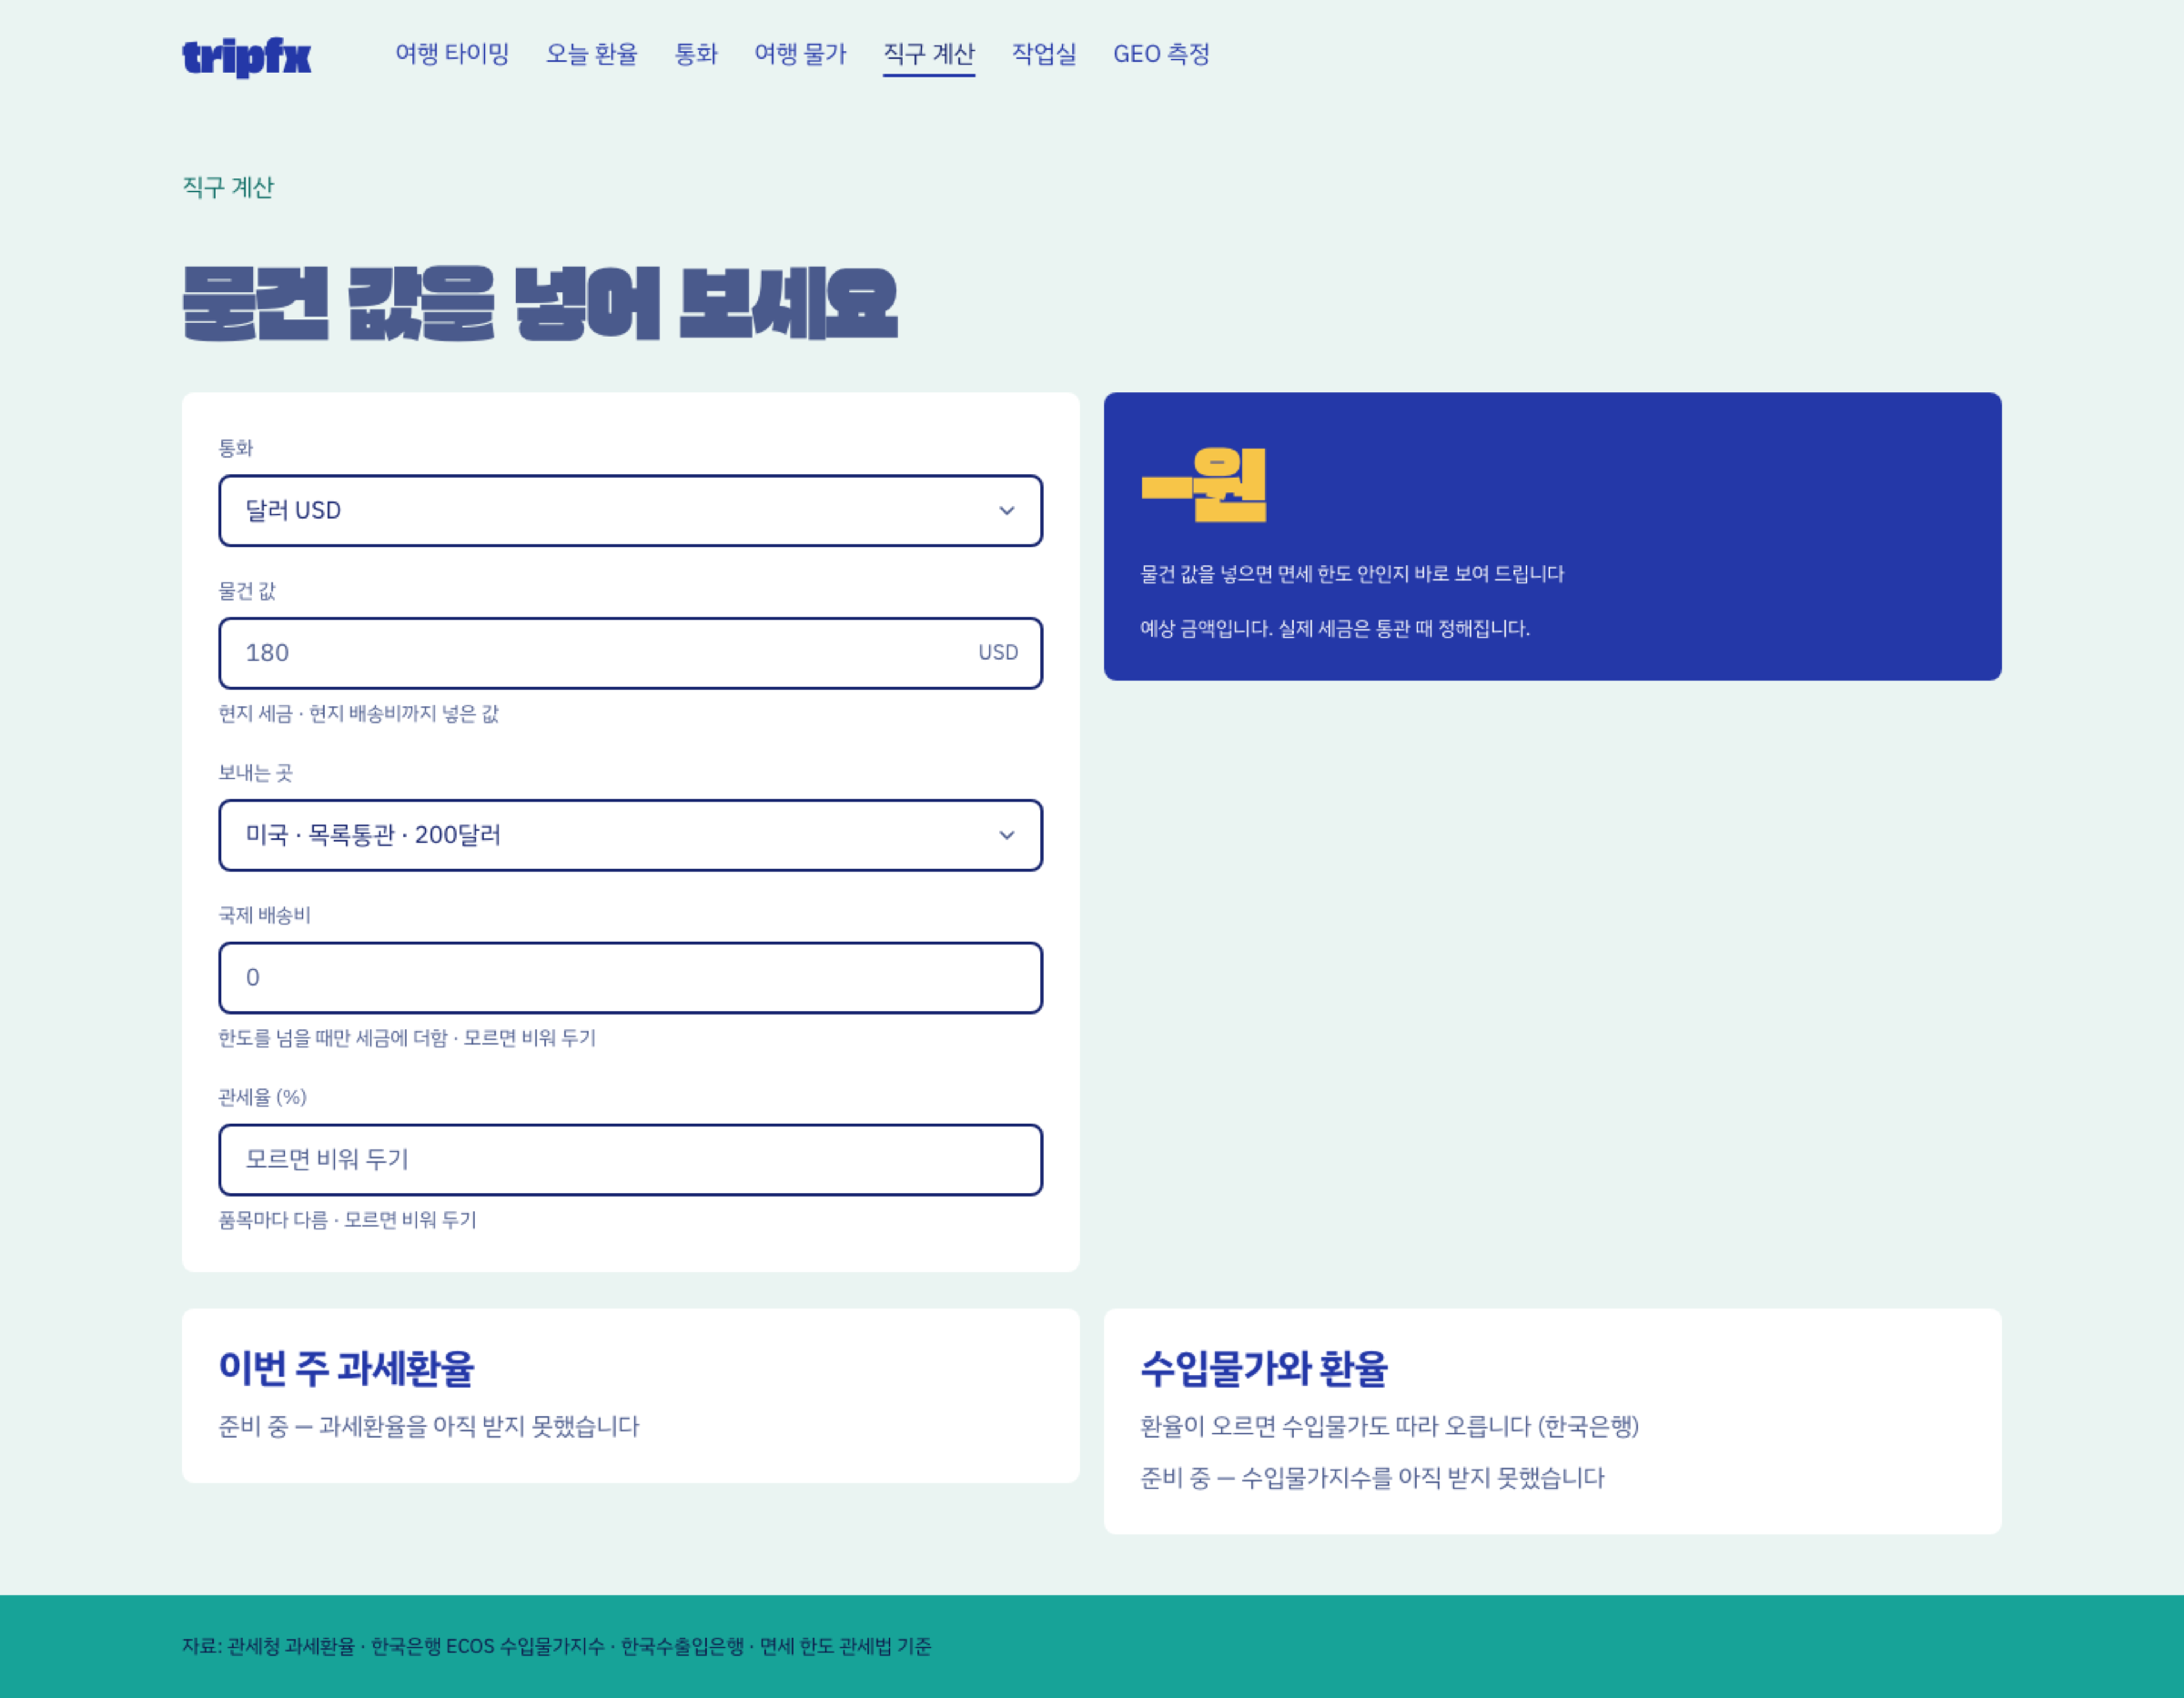 tripfx
여행 타이밍 오늘 환율 통화 여행 물가 직구 계산 작업실 GEO 측정
직구 계산
물건 값을 넣어 보세요
통화
달러 USD
물건 값
180 USD
현지 세금 · 현지 배송비까지 넣은 값
보내는 곳
미국 · 목록통관 · 200달러
국제 배송비
0
한도를 넘을 때만 세금에 더함 · 모르면 비워 두기
관세율 (%)
모르면 비워 두기
품목마다 다름 · 모르면 비워 두기
—원
물건 값을 넣으면 면세 한도 안인지 바로 보여 드립니다
예상 금액입니다. 실제 세금은 통관 때 정해집니다.
이번 주 과세환율
준비 중 — 과세환율을 아직 받지 못했습니다
수입물가와 환율
환율이 오르면 수입물가도 따라 오릅니다 (한국은행)
준비 중 — 수입물가지수를 아직 받지 못했습니다
자료: 관세청 과세환율 · 한국은행 ECOS 수입물가지수 · 한국수출입은행 · 면세 한도 관세법 기준